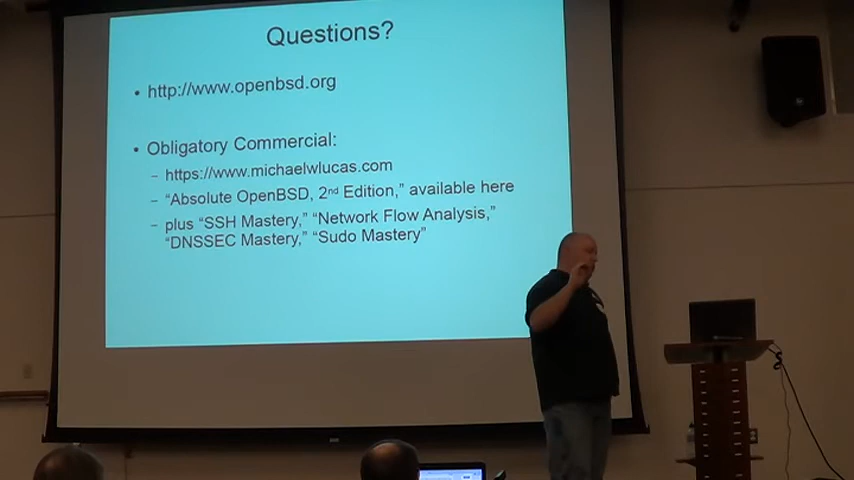 Questions?
• http://www.openbsd.org
• Obligatory Commercial:
– https://www.michaelwlucas.com
– “Absolute OpenBSD, 2nd Edition,” available here
– plus “SSH Mastery,” “Network Flow Analysis,”
“DNSSEC Mastery,” “Sudo Mastery”